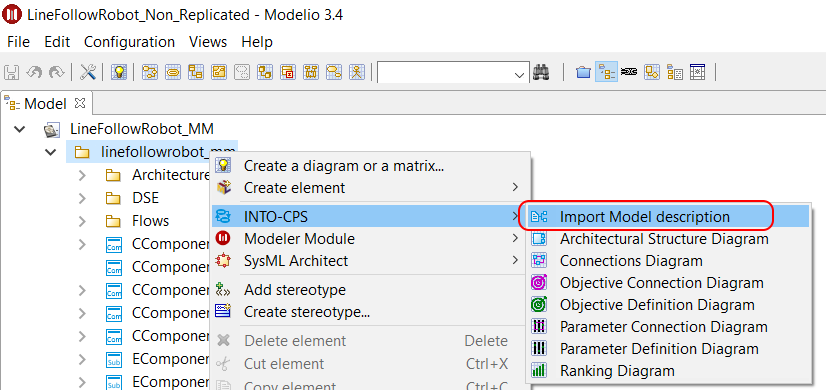 LineFollowRobot_Non_Replicated - Modelio 3.4
File Edit Configuration Views Help
Model
LineFollowRobot_MM
linefollowrobot_mm
Architecture
DSE
Flows
CComponen
CComponen
CComponen
CComponen
CComponen
EComponen
EComponen
Create a diagram or a matrix...
Create element
INTO-CPS
Modeler Module
SysML Architect
Add stereotype
Create stereotype...
Delete element Delete
Cut element Ctrl+X
Copy element Ctrl+C
Import Model description
Architectural Structure Diagram
Connections Diagram
Objective Connection Diagram
Objective Definition Diagram
Parameter Connection Diagram
Parameter Definition Diagram
Ranking Diagram